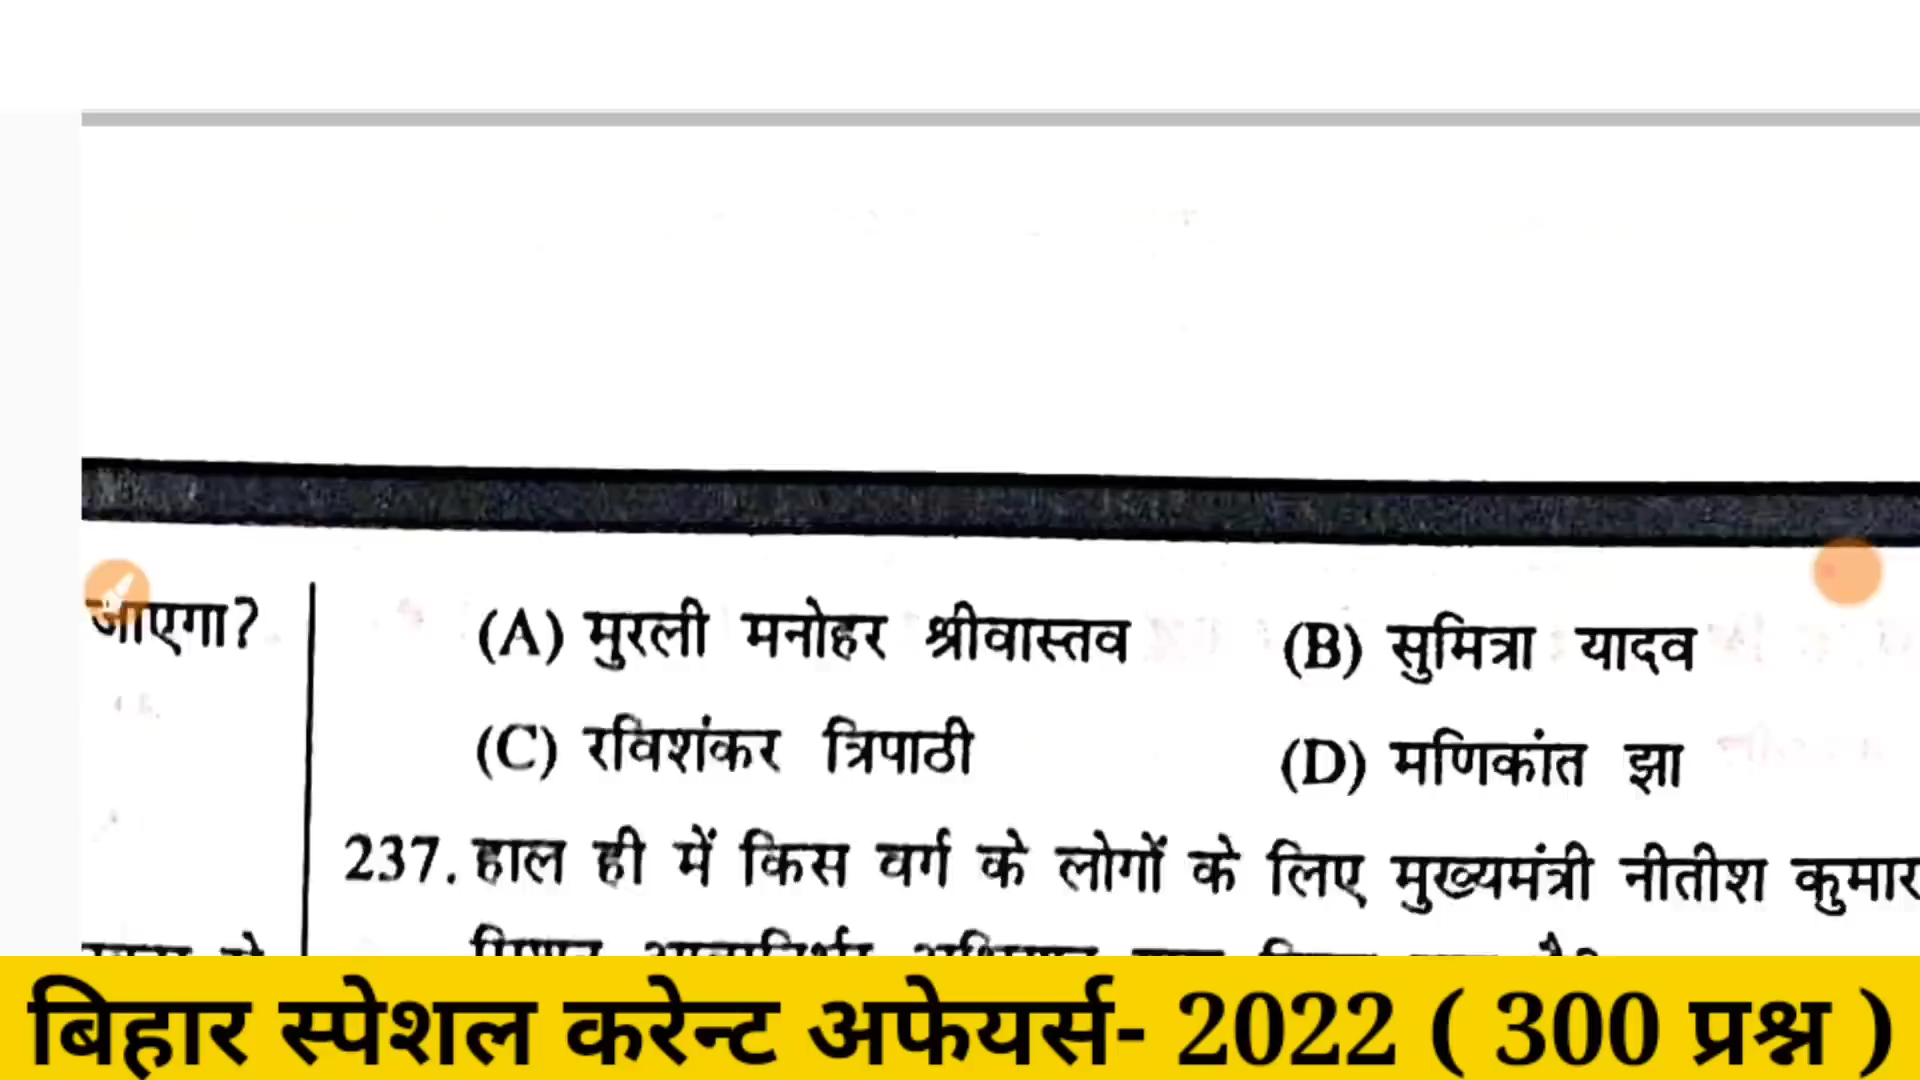 जाएगा?
(A) मुरली मनोहर श्रीवास्तव (B) सुमित्रा यादव
(C) रविशंकर त्रिपाठी (D) मणिकांत झा
237. हाल ही में किस वर्ग के लोगों के लिए मुख्यमंत्री नीतीश कुमार
बिहार स्पेशल करेन्ट अफेयर्स- 2022 ( 300 प्रश्न )